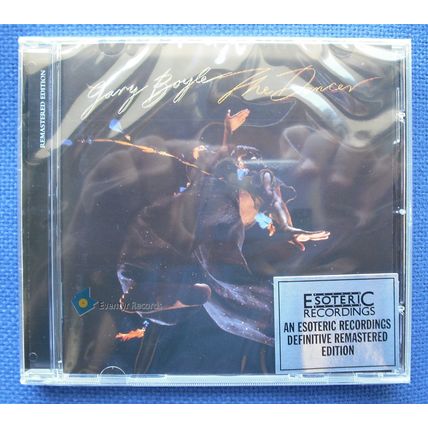 Gary Boyle The Dancer
REMASTERED EDITION
Eventyr Records
ESOTERIC
RECORDINGS
AN ESOTERIC RECORDINGS
DEFINITIVE REMASTERED
EDITION